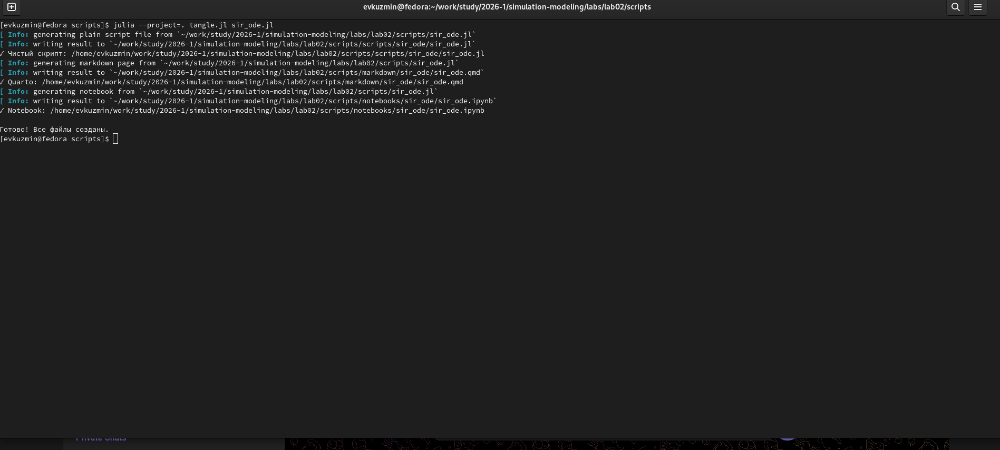 evkuzmin@fedora:~/work/study/2026-1/simulation-modeling/labs/lab02/scripts
[evkuzmin@fedora scripts]$ julia --project=. tangle.jl sir_ode.jl
[ Info: generating plain script file from `~/work/study/2026-1/simulation-modeling/labs/lab02/scripts/sir_ode.jl`
[ Info: writing result to `~/work/study/2026-1/simulation-modeling/labs/lab02/scripts/scripts/sir_ode.jl`
✓ Чистый скрипт: /home/evkuzmin/work/study/2026-1/simulation-modeling/labs/lab02/scripts/scripts/sir_ode/sir_ode.jl
[ Info: generating markdown page from `~/work/study/2026-1/simulation-modeling/labs/lab02/scripts/sir_ode.jl`
[ Info: writing result to `~/work/study/2026-1/simulation-modeling/labs/lab02/scripts/markdown/sir_ode/sir_ode.qmd`
✓ Quarto: /home/evkuzmin/work/study/2026-1/simulation-modeling/labs/lab02/scripts/markdown/sir_ode/sir_ode.qmd
[ Info: generating notebook from `~/work/study/2026-1/simulation-modeling/labs/lab02/scripts/sir_ode.jl`
[ Info: writing result to `~/work/study/2026-1/simulation-modeling/labs/lab02/scripts/notebooks/sir_ode/sir_ode.ipynb`
✓ Notebook: /home/evkuzmin/work/study/2026-1/simulation-modeling/labs/lab02/scripts/notebooks/sir_ode/sir_ode.ipynb
Готово! Все файлы созданы.
[evkuzmin@fedora scripts]$
Private Chats